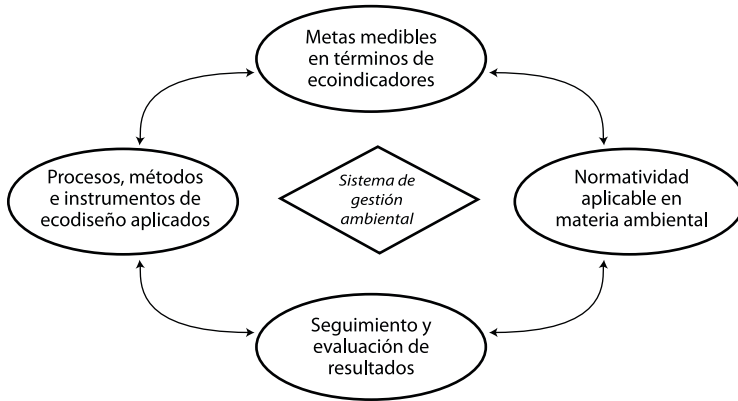 Metas medibles
en términos de
ecoindicadores
Procesos, métodos
e instrumentos de
ecodiseño aplicados
Sistema de
gestión
ambiental
Normatividad
aplicable en
materia ambiental
Seguimiento y
evaluación de
resultados